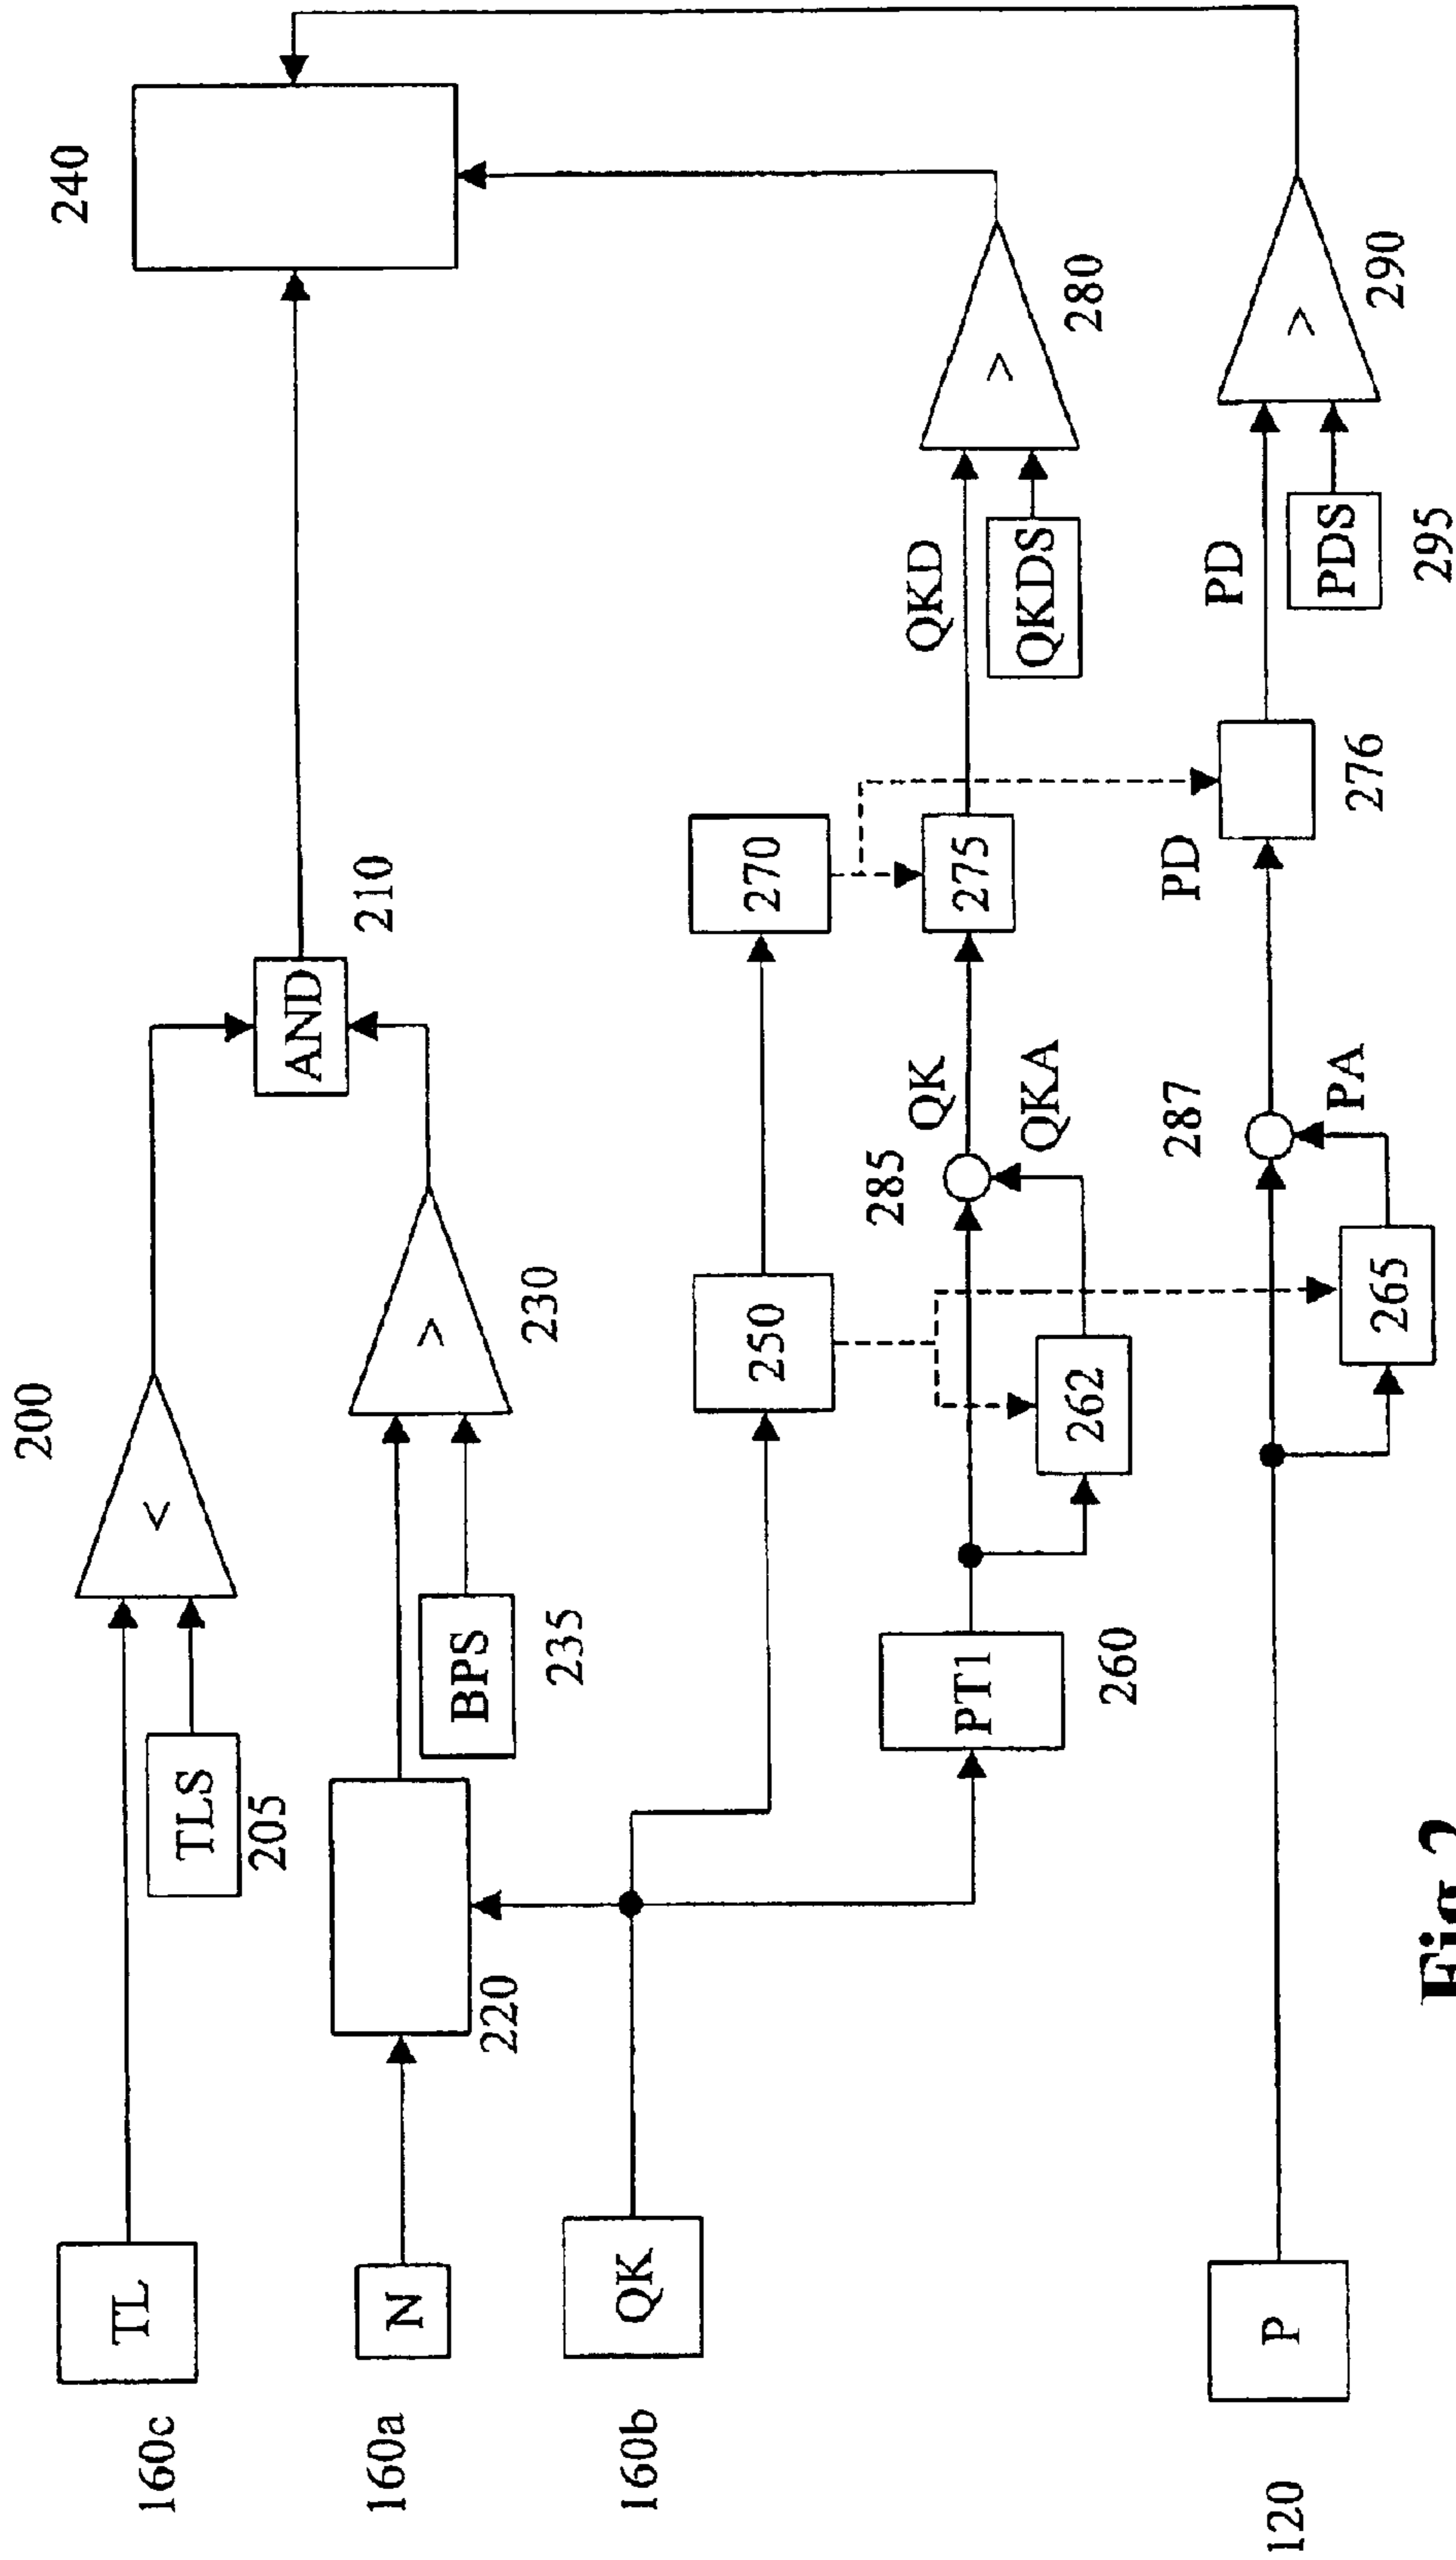 160c
TL
TLS
205
200
<
160a
N
220
BPS
235
>
230
AND
210
240
160b
QK
250
270
PT1
260
262
285
QK
QKA
275
QKD
QKDS
>
280
120
P
265
287
PA
PD
276
PD
PDS
295
>
290
Fig.2